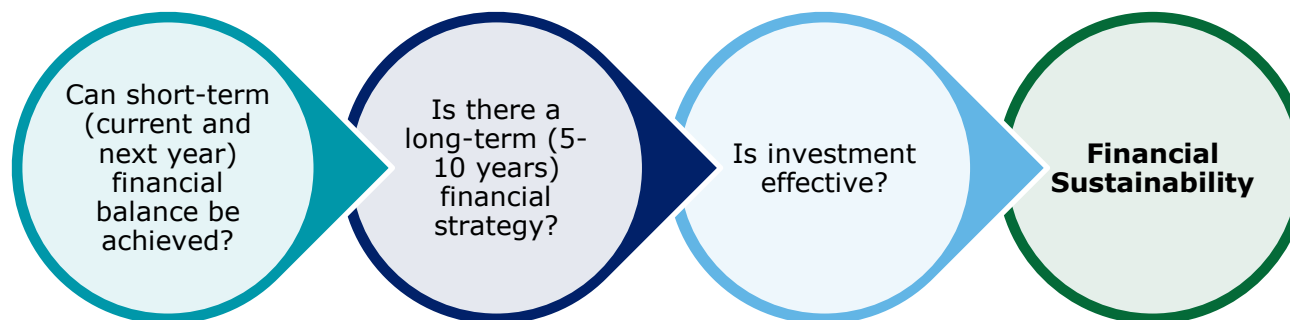 Can short-term
(current and
next year)
financial
balance be
achieved?
Is there a
long-term (5-
10 years)
financial
strategy?
Is investment
effective?
Financial
Sustainability